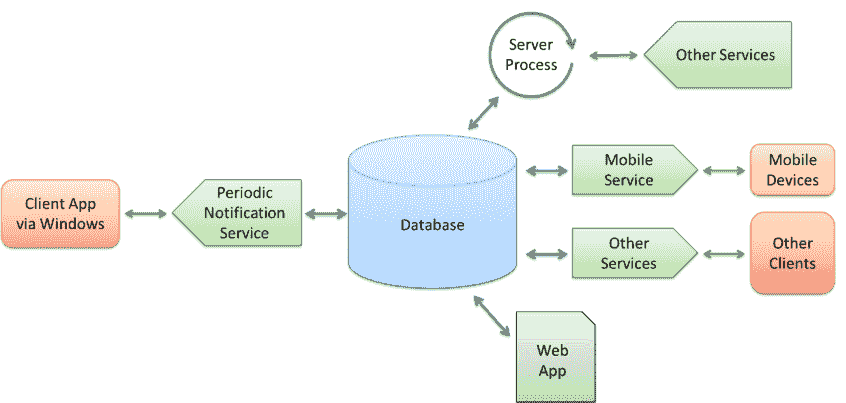 Server
Process
Other Services
Mobile
Service
Mobile
Devices
Client App
via Windows
Periodic
Notification
Service
Database
Other
Services
Other
Clients
Web
App